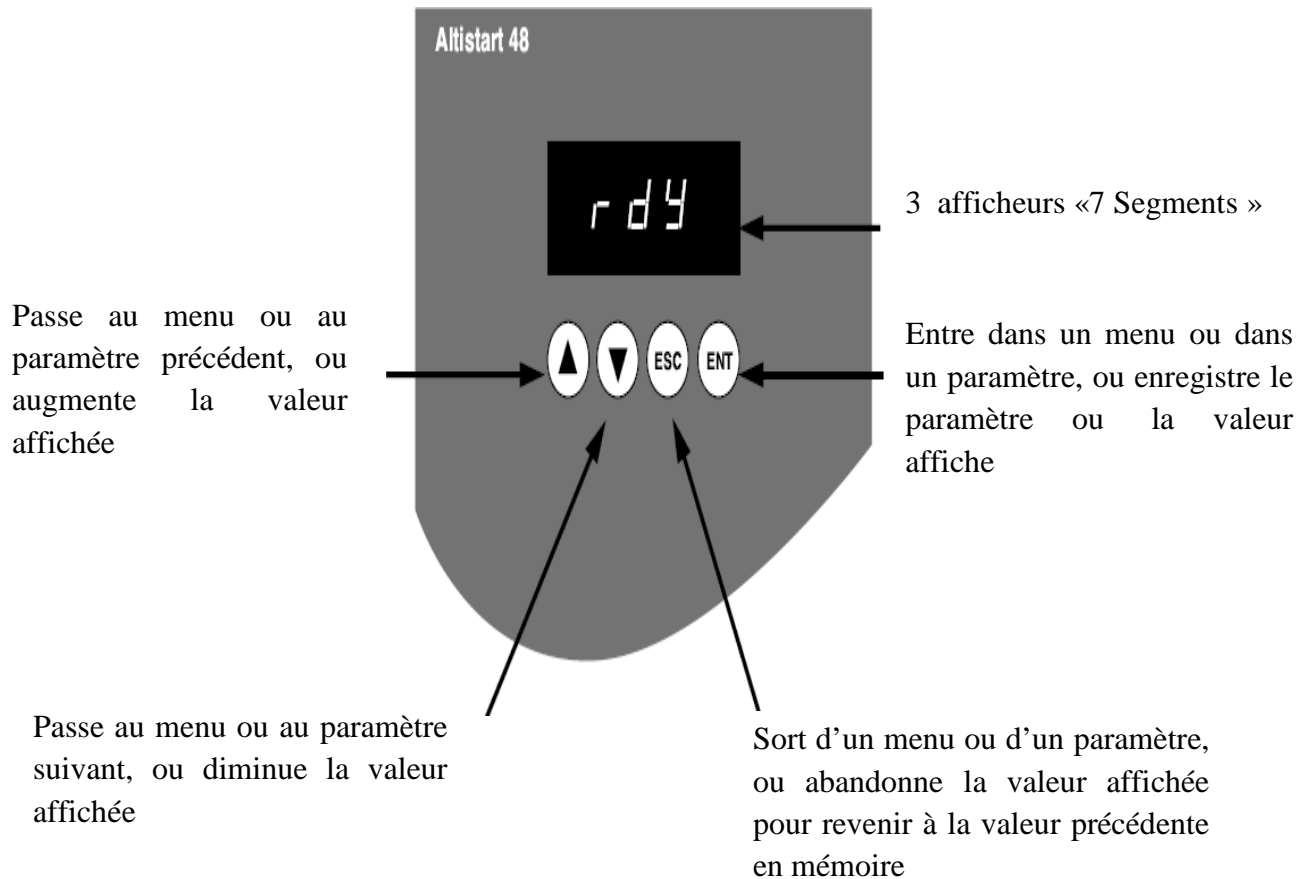 Altistart 48
rdY
3 afficheurs «7 Segments »
Passe au menu ou au
paramètre précédent, ou
augmente la valeur
affichée
ESC
ENT
Entre dans un menu ou dans
un paramètre, ou enregistre le
paramètre ou la valeur
affiche
Passe au menu ou au paramètre
suivant, ou diminue la valeur
affichée
Sort d’un menu ou d’un paramètre,
ou abandonne la valeur affichée
pour revenir à la valeur précédente
en mémoire